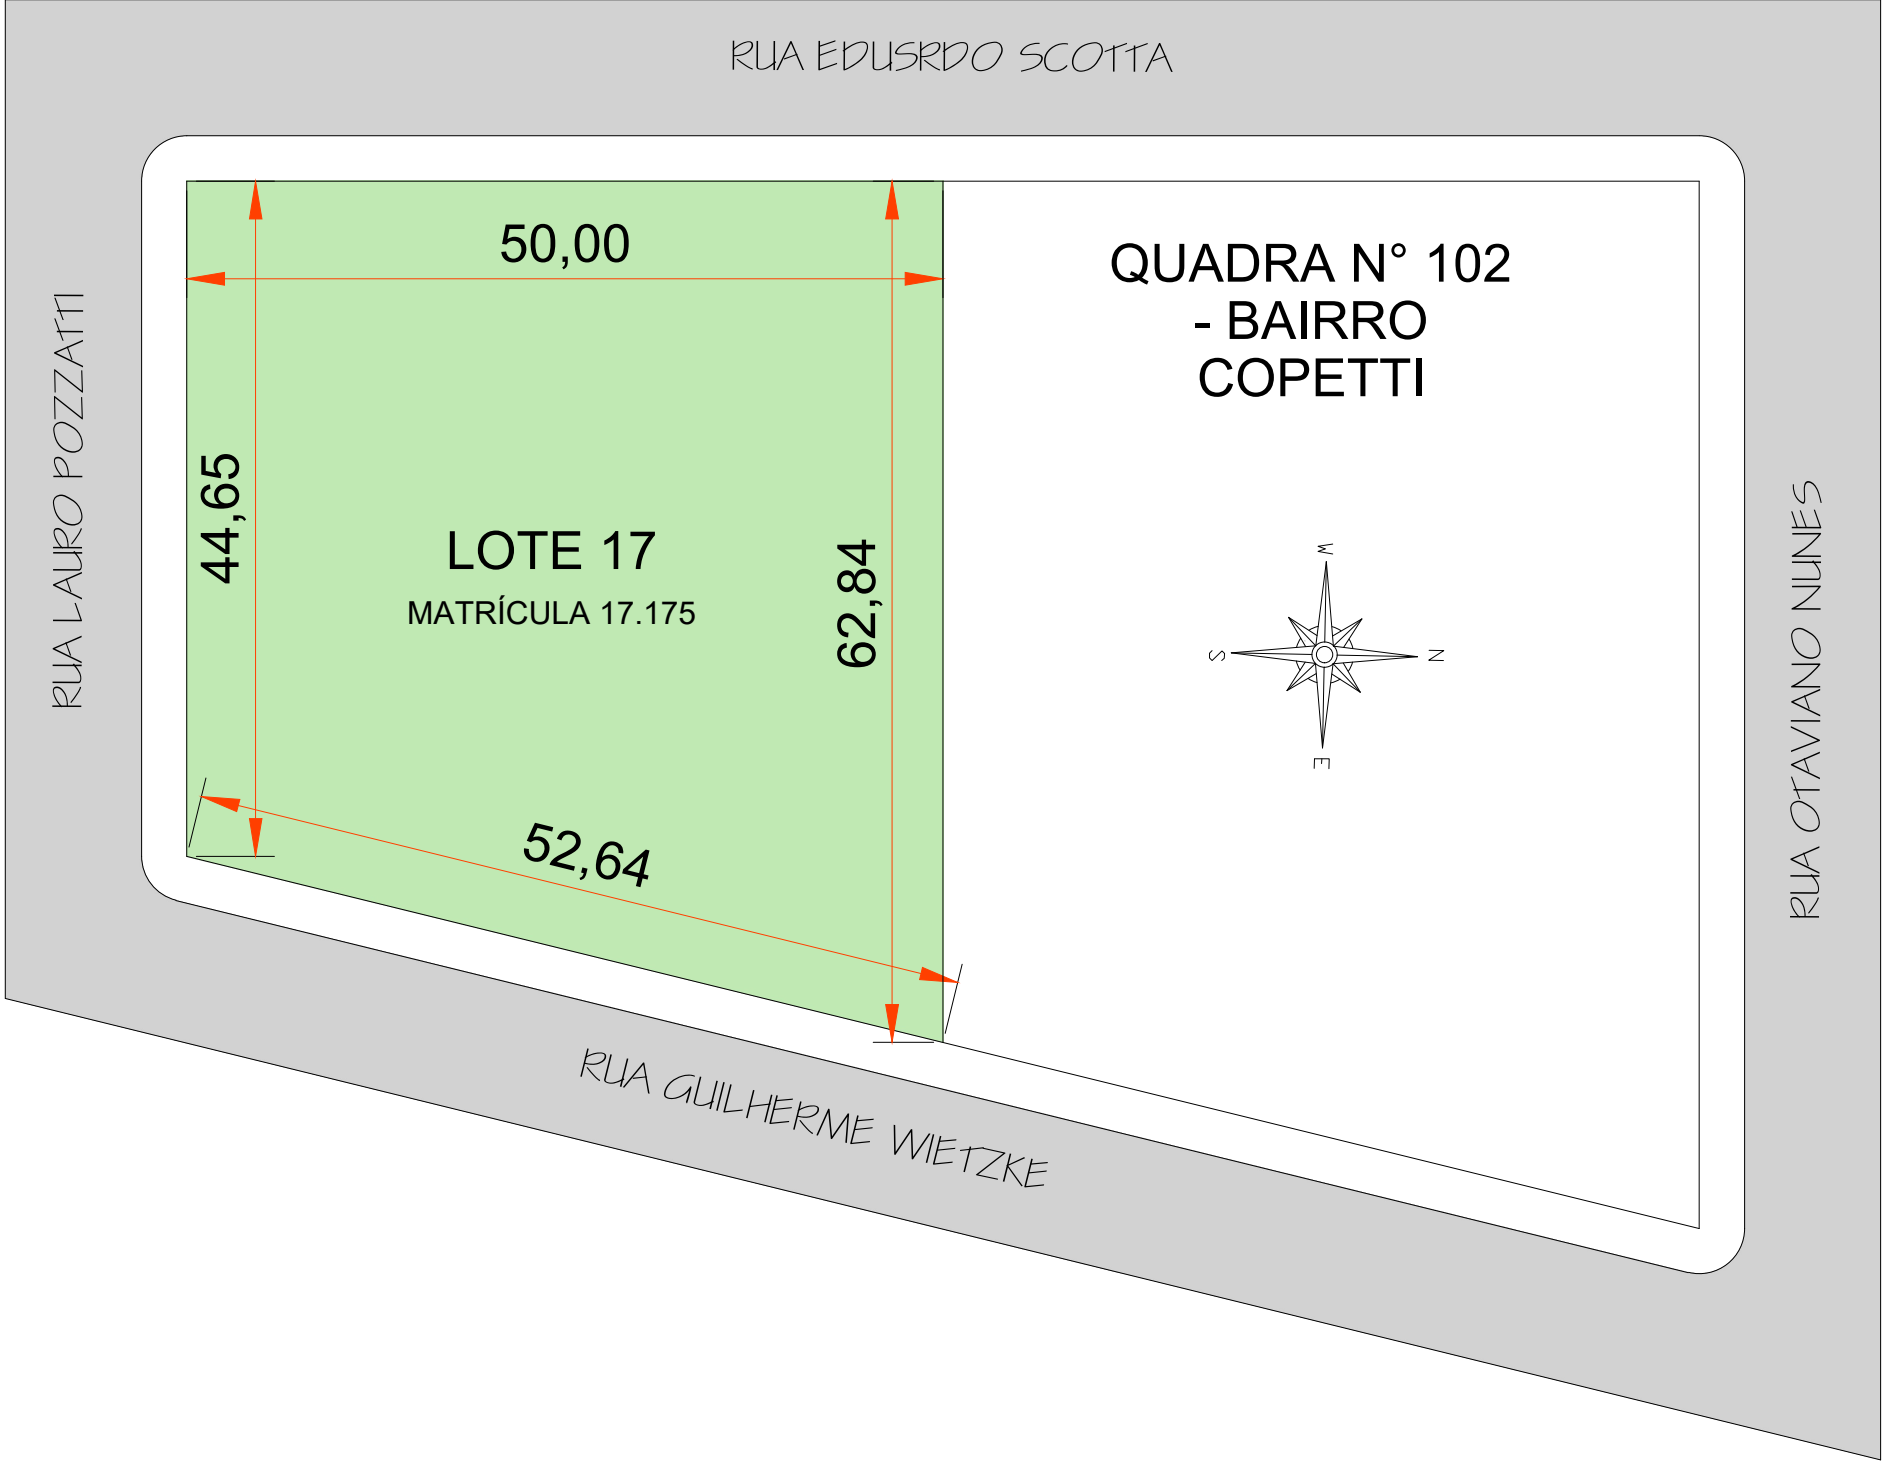 RUA EDUSRDO SCOTTA
50,00
QUADRA N° 102
- BAIRRO
COPETTI
RUA LAURO POZZATTI
44,65
LOTE 17
MATRÍCULA 17.175
62,84
W
S
N
E
RUA OTAVIANO NUNES
52,64
RUA GUILHERME WIETZKE